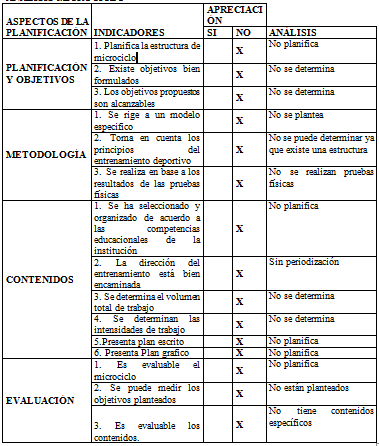 ASPECTOS DE LA PLANIFICACIÓN INDICADORES APRECIACIÓN SI NO ANÁLISIS
PLANIFICACIÓN Y OBJETIVOS
1. Planifica la estructura de microciclo X No planifica
2. Existe objetivos bien formulados X No se determina
3. Los objetivos propuestos son alcanzables X No se determina
METODOLOGÍA
1. Se rige a un modelo especifico X No se plantea
2. Toma en cuenta los principios del entrenamiento deportivo X No se puede determinar ya que existe una estructura
3. Se realiza en base a los resultados de las pruebas físicas X No se realizan pruebas físicas
CONTENIDOS
1. Se ha seleccionado y organizado de acuerdo a las competencias educacionales de la institución X No planifica
2. La dirección del entrenamiento está bien encaminada X Sin periodización
3. Se determina el volumen total de trabajo X No se determina
4. Se determinan las intensidades de trabajo X No se determina
5.Presenta plan escrito X No planifica
6. Presenta Plan grafico X No planifica
EVALUACIÓN
1. Es evaluable el microciclo X No planifica
2. Se puede medir los objetivos planteados X No están planteados
3. Es evaluable los contenidos. X No tiene contenidos específicos